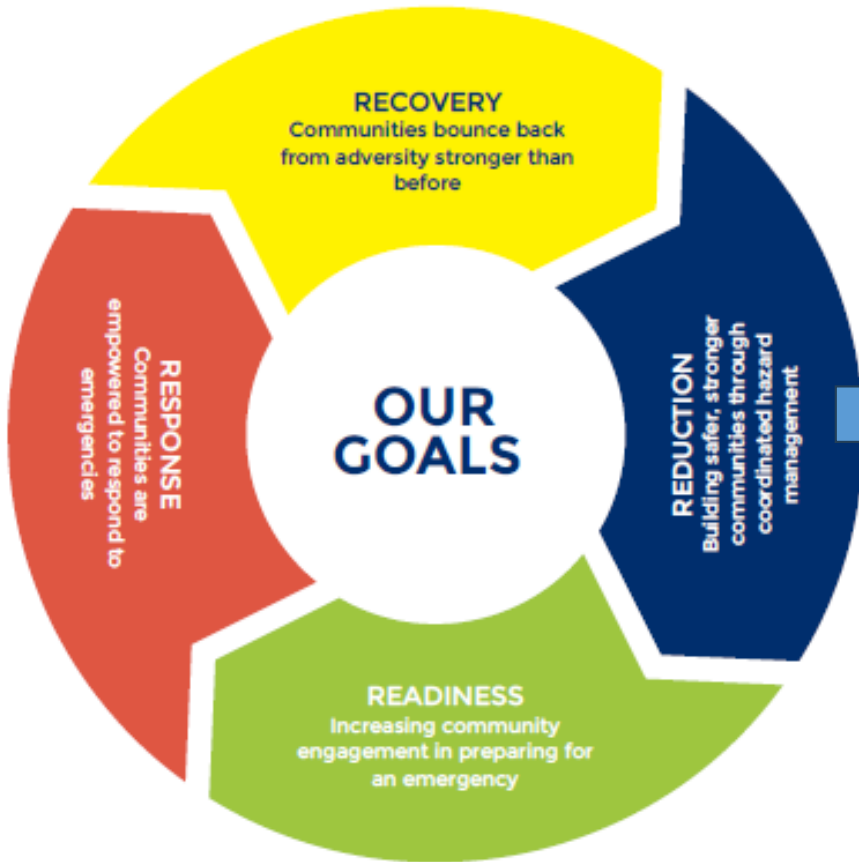 RECOVERY
Communities bounce back
from adversity stronger than
before
REDUCTION
Building safer, stronger
communities through
coordinated hazard
management
READINESS
Increasing community
engagement in preparing for
an emergency
RESPONSE
Communities are
empowered to respond to
emergencies
OUR
GOALS